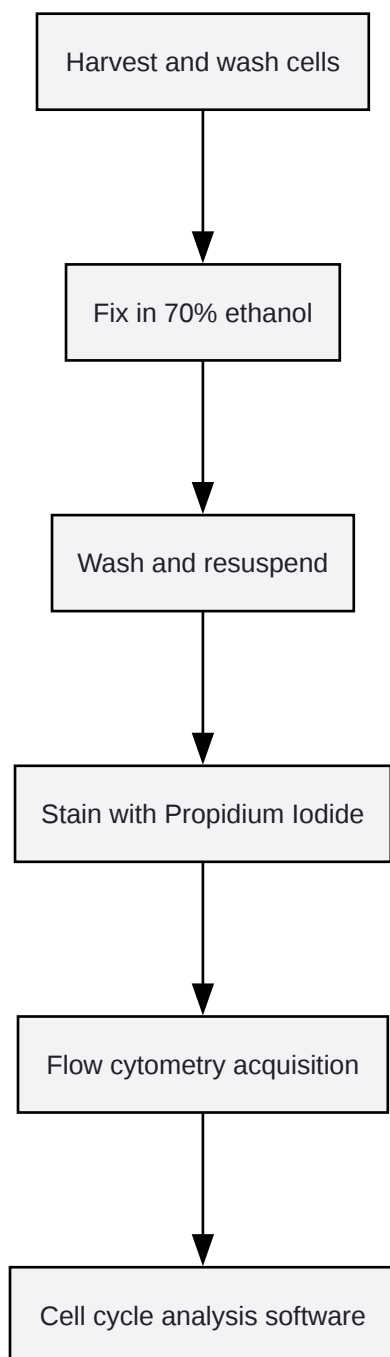 Harvest and wash cells
Fix in 70% ethanol
Wash and resuspend
Stain with Propidium Iodide
Flow cytometry acquisition
Cell cycle analysis software